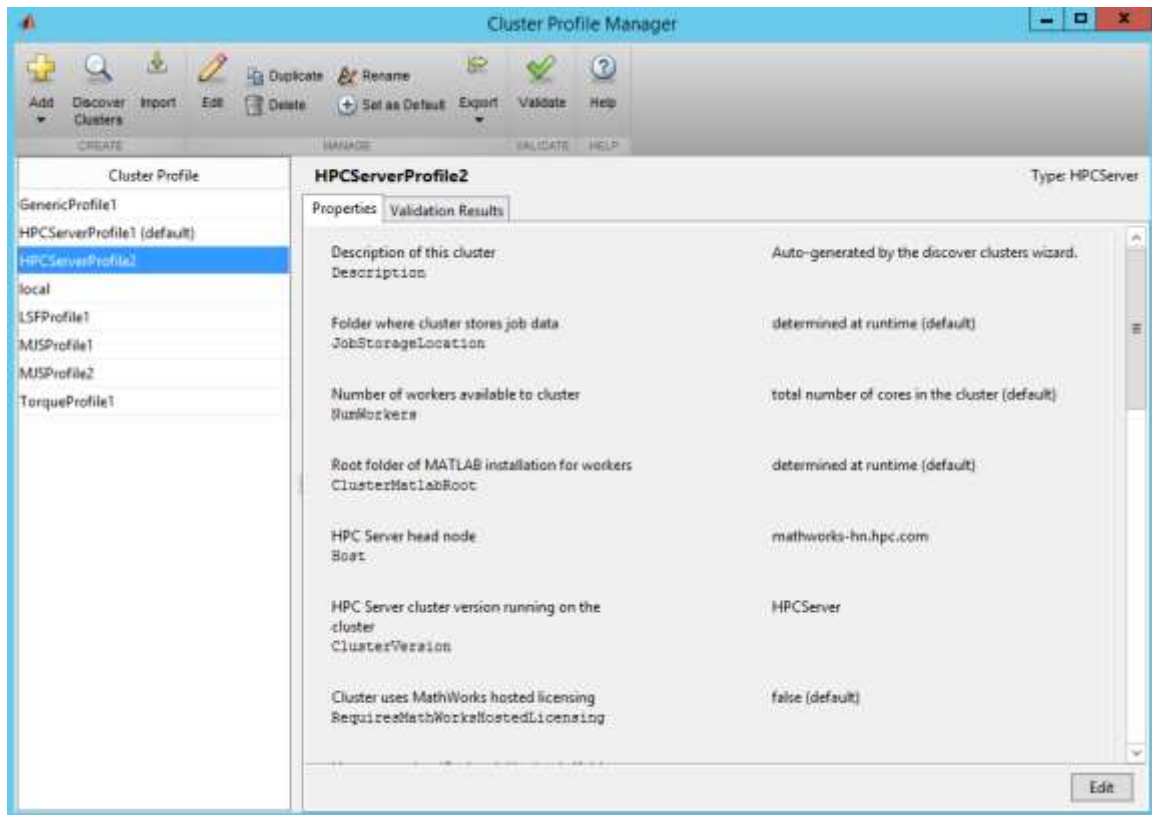 Cluster Profile Manager
Add
Discover
Clusters
Import
Edit
Duplicate
Delete
Rename
Set as Default
Export
Validate
Help
CREATE
MANAGE
VALIDATE
HELP
Cluster Profile
GenericProfile1
HPCServerProfile1 (default)
HPCServerProfile2
local
LSFProfile1
MJSProfile1
MJSProfile2
TorqueProfile1
HPCServerProfile2
Type: HPCServer
Properties
Validation Results
Description of this cluster
Description
Auto-generated by the discover clusters wizard.
Folder where cluster stores job data
JobStorageLocation
determined at runtime (default)
Number of workers available to cluster
NumWorkers
total number of cores in the cluster (default)
Root folder of MATLAB installation for workers
ClusterMatlabRoot
determined at runtime (default)
HPC Server head node
Host
mathworks-hn.hpc.com
HPC Server cluster version running on the
cluster
ClusterVersion
HPCServer
Cluster uses MathWorks hosted licensing
RequiresMathWorksHostedLicensing
false (default)
Edit